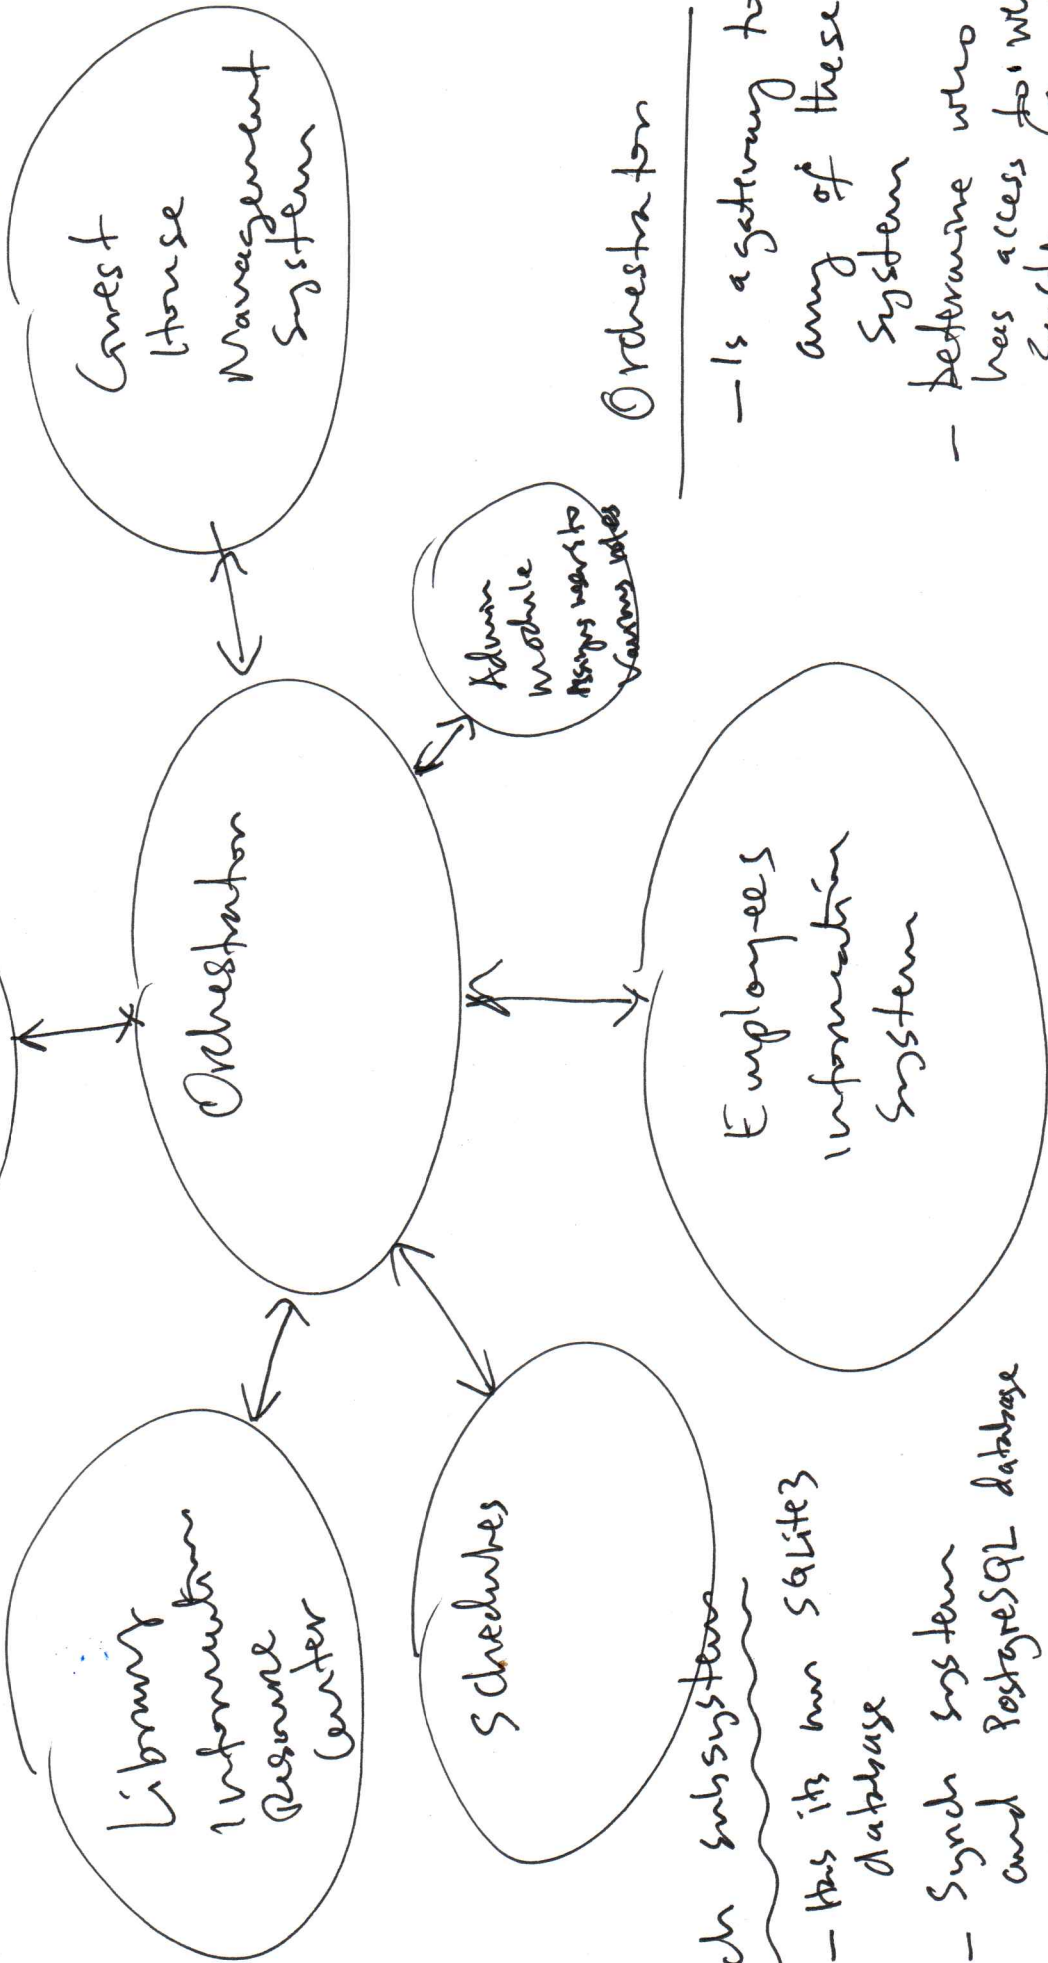 Library
Information
Resource
Center
Guest
House
Management
System
Orchestrator
Schedules
Admin
module
Assigns users to
various roles
Employees
Information
System
ch subsystem
- Has its own SQLite3
database
- Synch system
and PostgreSQL database
Orchestrator
- Is a gateway to
any of these
system
- Determine who
has access to